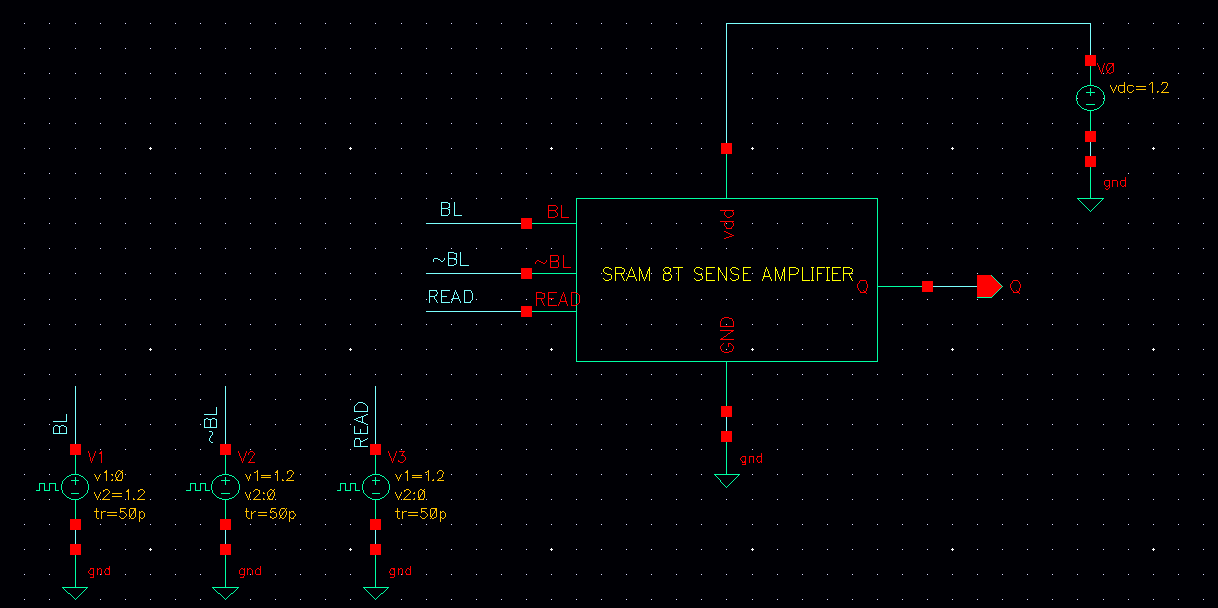 V0
vdc=1.2
gnd
BL
BL
vdd
~BL
~BL
SRAM 8T SENSE AMPLIFIER
READ
READ
Q
Q
GND
gnd
BL
V1
v1:0
v2=1.2
tr=50p
gnd
~BL
V2
v1=1.2
v2:0
tr=50p
gnd
READ
V3
v1=1.2
v2:0
tr=50p
gnd